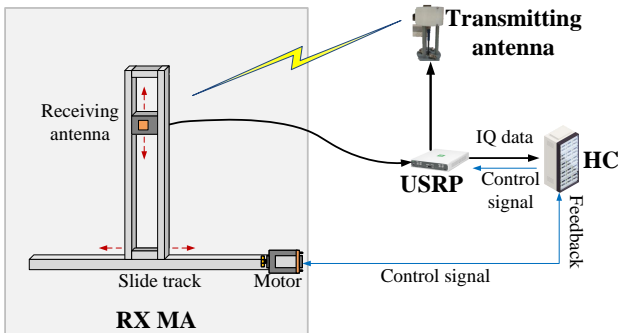 Transmitting
antenna
Receiving
antenna
IQ data
HC
USRP
Control
signal
Feedback
Slide track
Motor
Control signal
RX MA